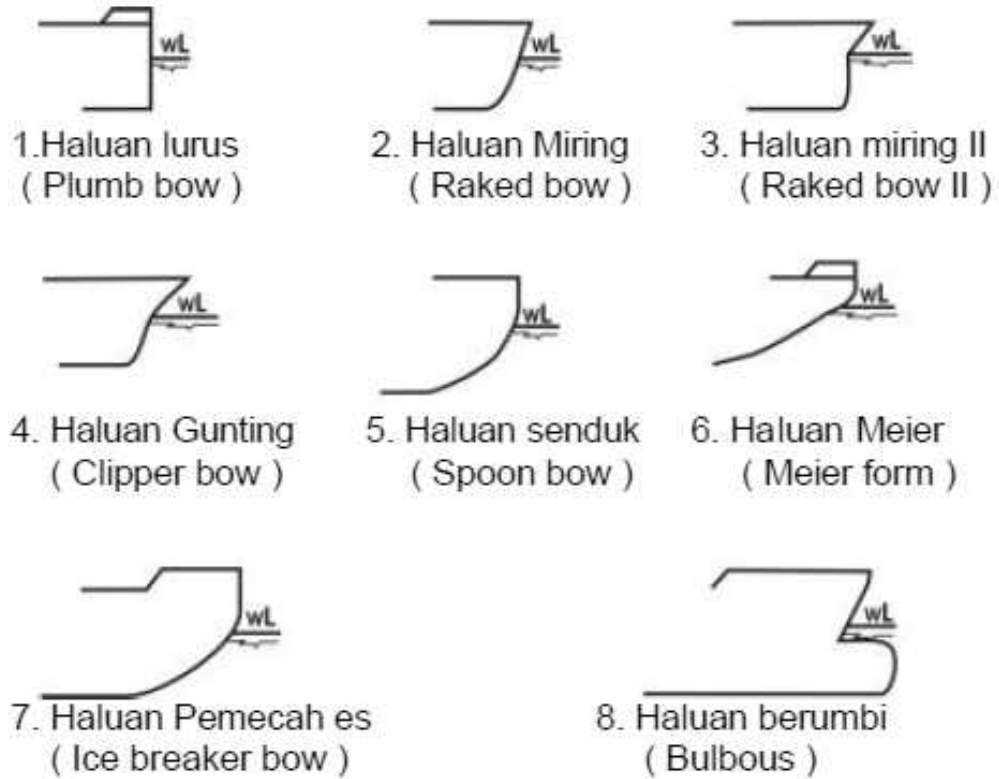 wL
wL
wL
1.Haluan lurus
( Plumb bow )
2. Haluan Miring
( Raked bow )
3. Haluan miring II
( Raked bow II )
wL
wL
wL
4. Haluan Gunting
( Clipper bow )
5. Haluan senduk
( Spoon bow )
6. Haluan Meier
( Meier form )
wL
wL
7. Haluan Pemecah es
( Ice breaker bow )
8. Haluan berumbi
( Bulbous )